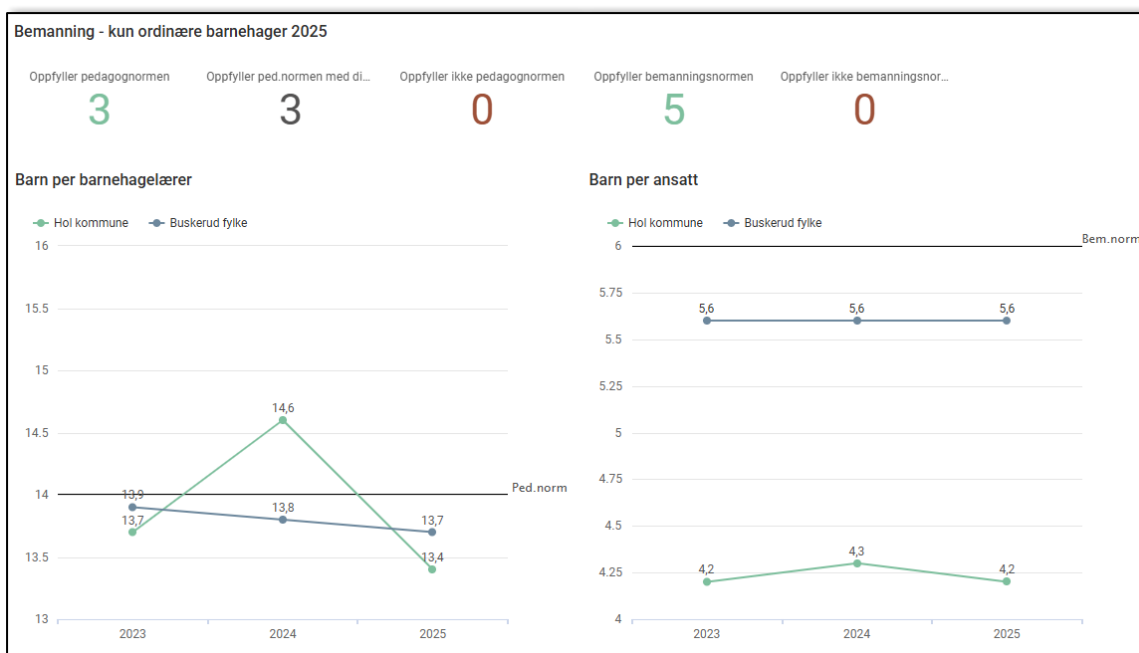 Bemanning - kun ordinære barnehager 2025
Oppfyller pedagognormen
Oppfyller ped.normen med di...
Oppfyller ikke pedagognormen
Oppfyller bemanningsnormen
Oppfyller ikke bemanningsnor...
3
3
0
5
0
Barn per barnehagelærer
Hol kommune
Buskerud fylke
16
15.5
15
14.5
14
13.5
13
14,6
13,9
13,8
13,7
13,7
13,4
Ped.norm
2023
2024
2025
Barn per ansatt
Hol kommune
Buskerud fylke
6
5.75
5.5
5.25
5
4.75
4.5
4.25
4
Bem.norm
5,6
5,6
5,6
4,2
4,3
4,2
2023
2024
2025